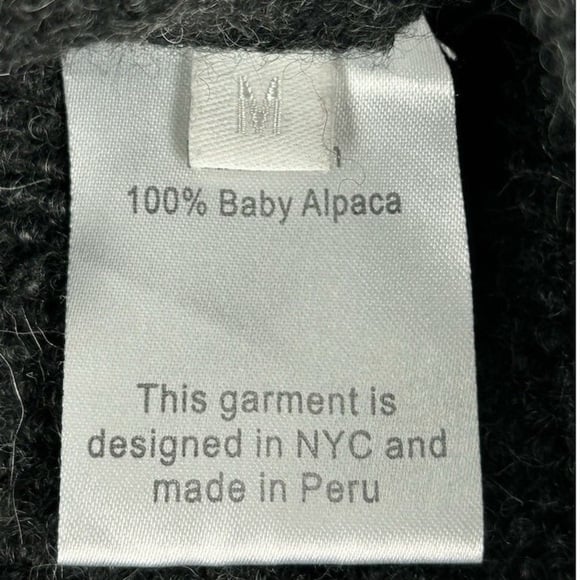 M
100% Baby Alpaca
This garment is
designed in NYC and
made in Peru